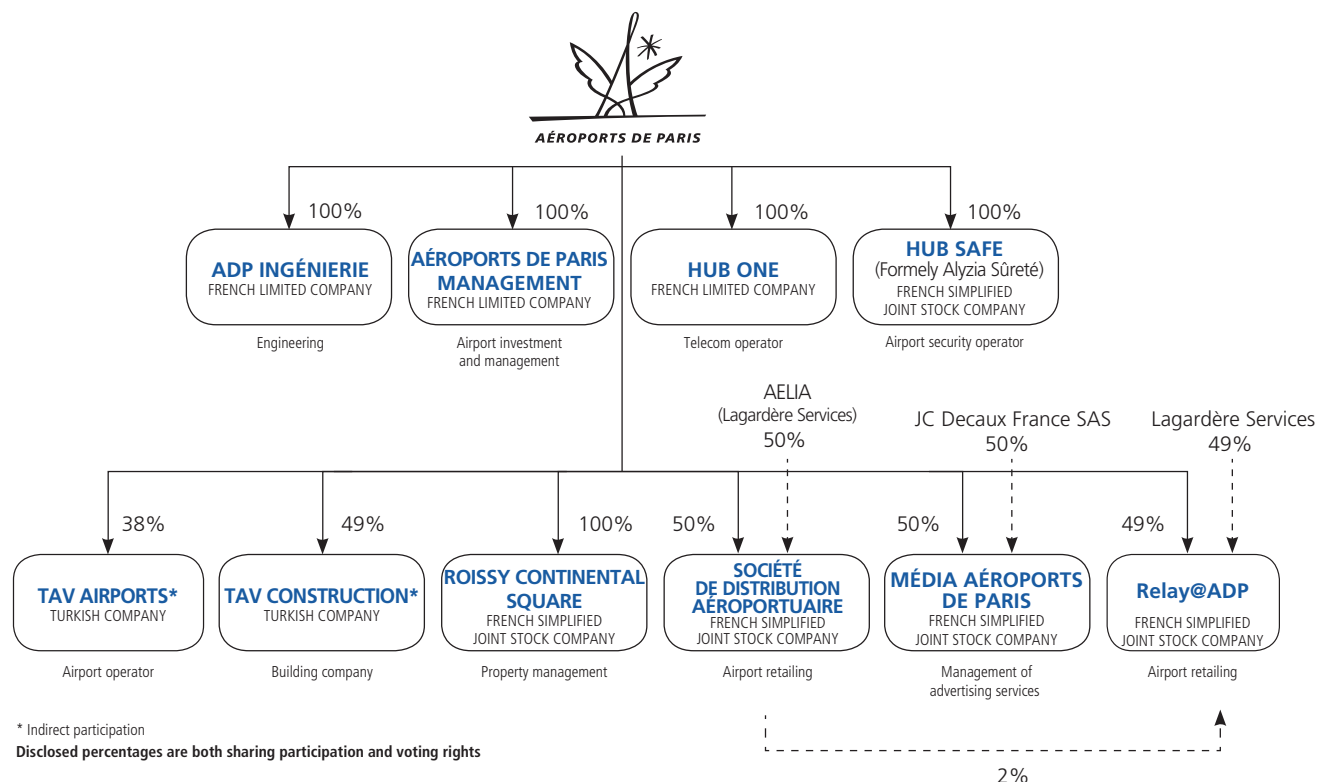 AÉROPORTS DE PARIS
100%
100%
100%
100%
ADP INGÉNIERIE
FRENCH LIMITED COMPANY
Engineering
AÉROPORTS DE PARIS
MANAGEMENT
FRENCH LIMITED COMPANY
Airport investment
and management
HUB ONE
FRENCH LIMITED COMPANY
Telecom operator
HUB SAFE
(Formely Alyzia Sûreté)
FRENCH SIMPLIFIED
JOINT STOCK COMPANY
Airport security operator
AELIA
(Lagardère Services)
50%
JC Decaux France SAS
50%
Lagardère Services
49%
38%
49%
100%
50%
50%
49%
TAV AIRPORTS*
TURKISH COMPANY
Airport operator
TAV CONSTRUCTION*
TURKISH COMPANY
Building company
ROISSY CONTINENTAL
SQUARE
FRENCH SIMPLIFIED
JOINT STOCK COMPANY
Property management
SOCIÉTÉ
DE DISTRIBUTION
AÉROPORTUAIRE
FRENCH SIMPLIFIED
JOINT STOCK COMPANY
Airport retailing
MÉDIA AÉROPORTS
DE PARIS
FRENCH SIMPLIFIED
JOINT STOCK COMPANY
Management of
advertising services
Relay@ADP
FRENCH SIMPLIFIED
JOINT STOCK COMPANY
Airport retailing
* Indirect participation
Disclosed percentages are both sharing participation and voting rights
2%